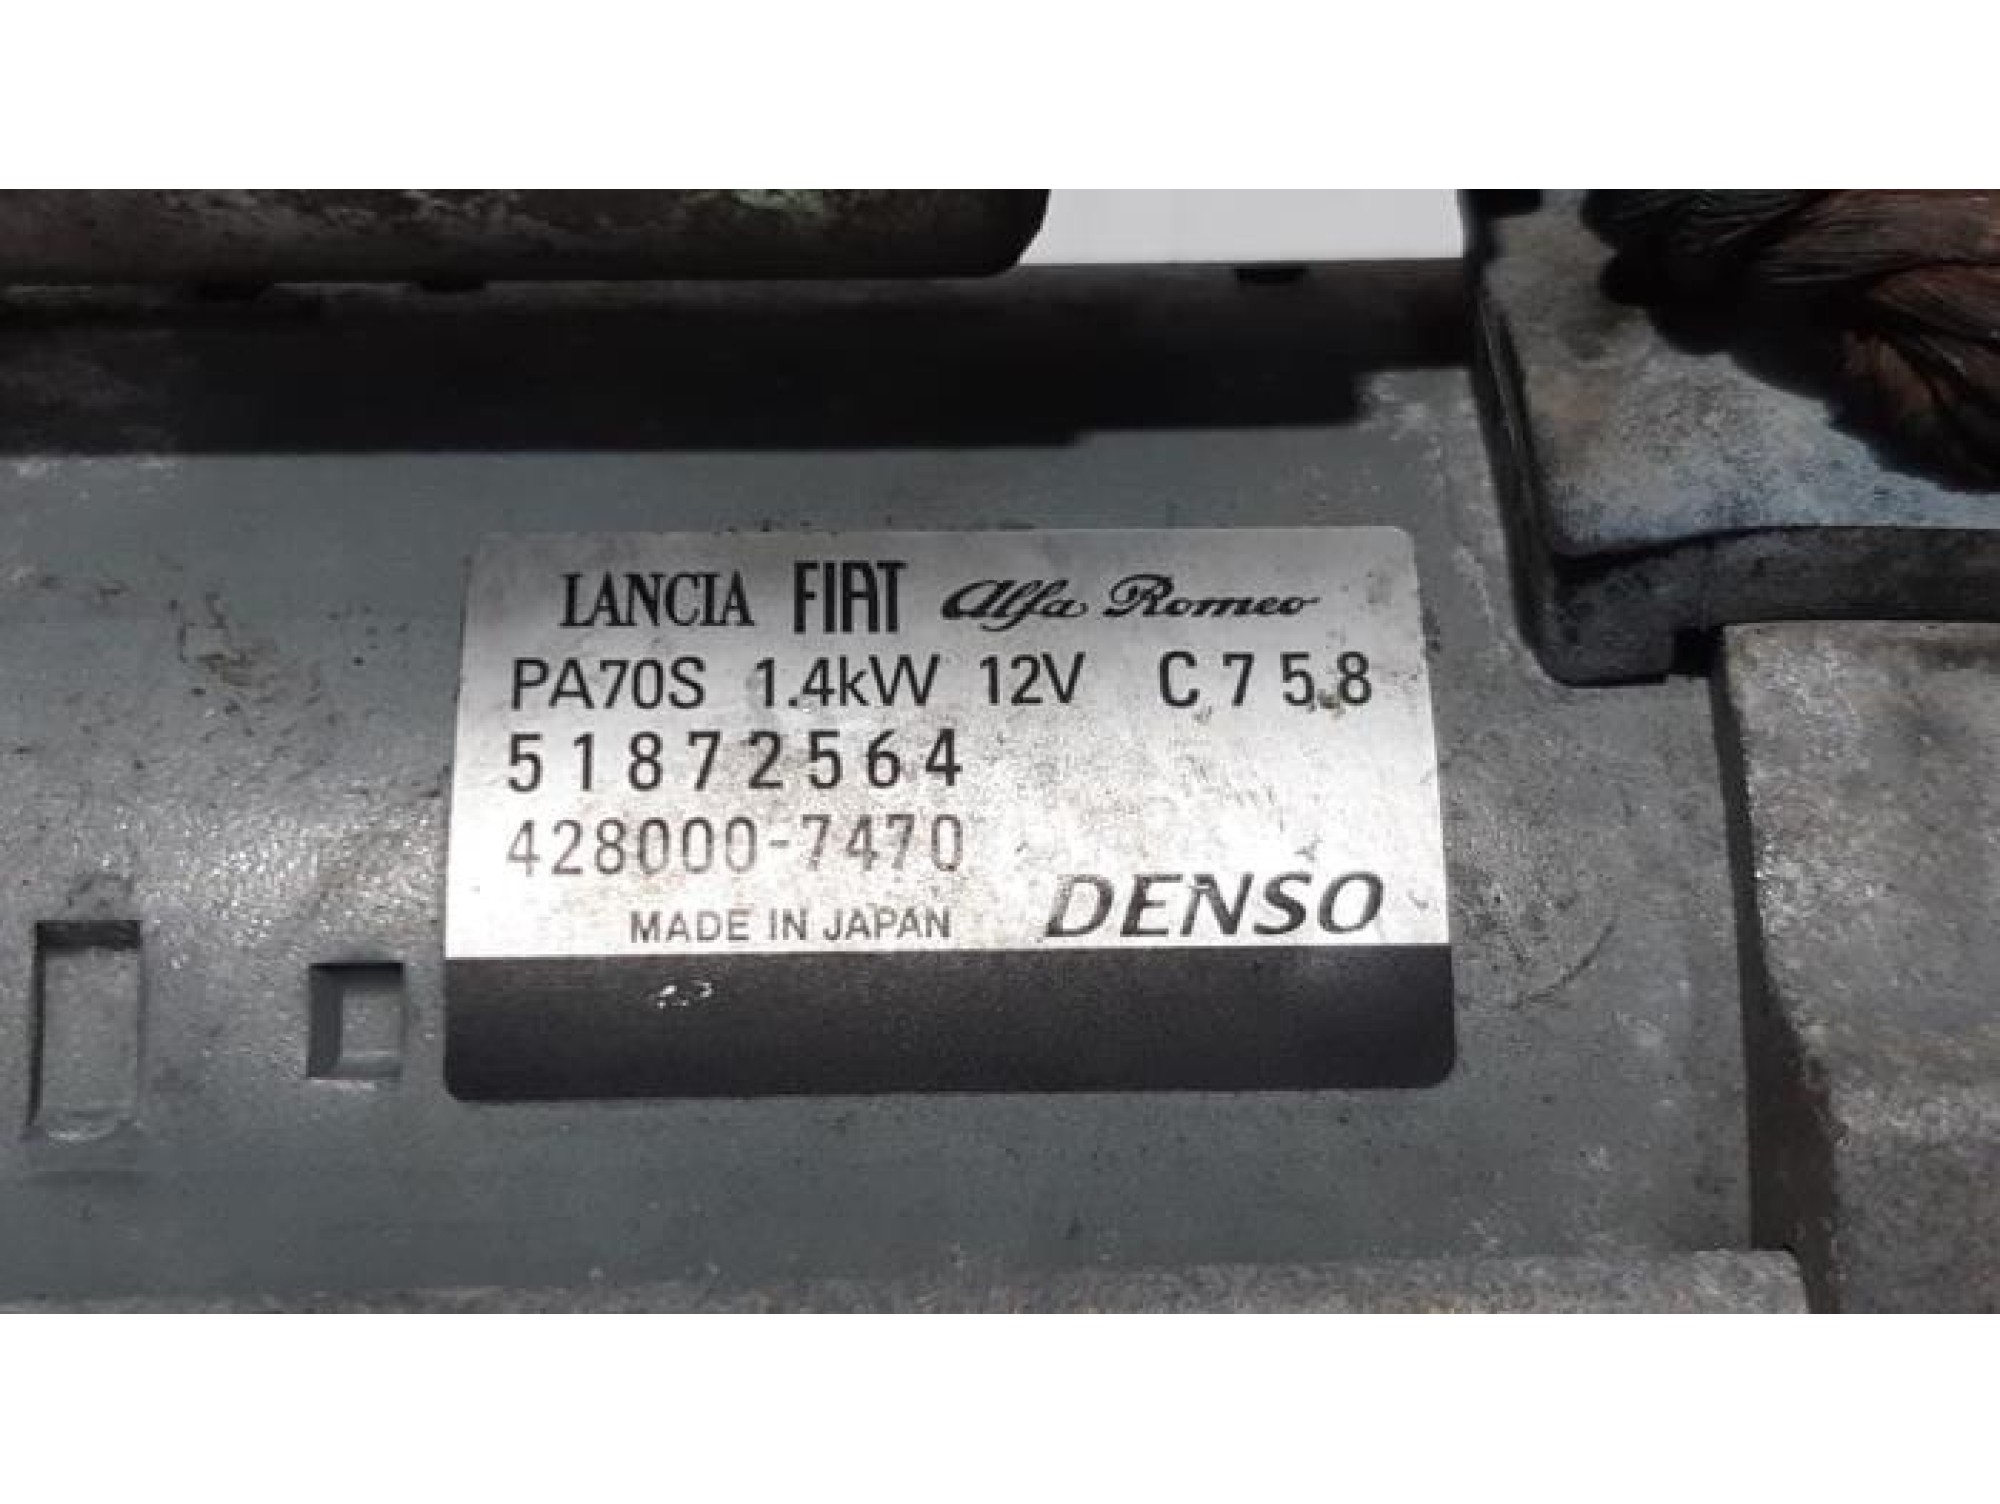 LANCIA FIAT Alfa Romeo
PA70S 1.4kW 12V C758
51872564
428000-7470
MADE IN JAPAN DENSO